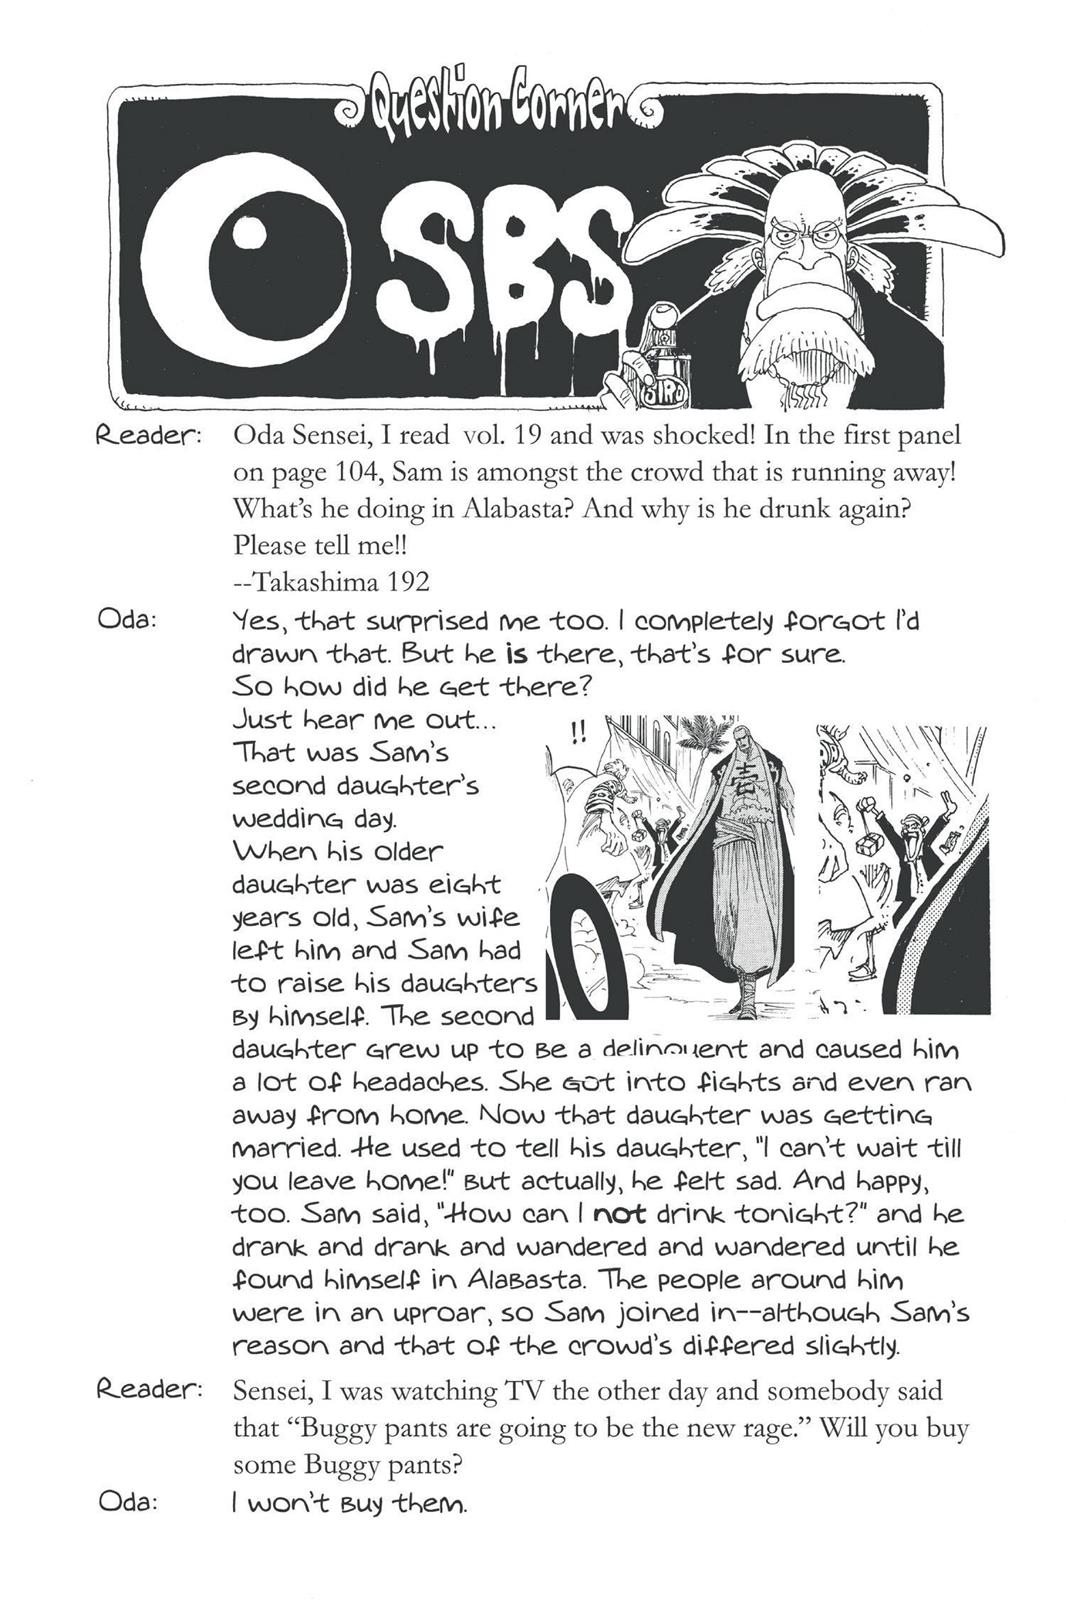 Question Corner
SBS
Reader: Oda Sensei, I read vol. 19 and was shocked! In the first panel
on page 104, Sam is amongst the crowd that is running away!
What's he doing in Alabasta? And why is he drunk again?
Please tell me!!
--Takashima 192
Oda: Yes, that surprised me too. I completely forgot I'd
drawn that. But he is there, that's for sure.
So how did he get there?
Just hear me out...
That was Sam's
second daughter's
wedding day.
When his older
daughter was eight
years old, Sam's wife
left him and Sam had
to raise his daughters
by himself. The second
!!
壱
daughter grew up to be a delinquent and caused him
a lot of headaches. She got into fights and even ran
away from home. Now that daughter was getting
married. He used to tell his daughter, "I can't wait till
you leave home!" But actually, he felt sad. And happy,
too. Sam said, "How can I not drink tonight?" and he
drank and drank and wandered and wandered until he
found himself in Alabasta. The people around him
were in an uproar, so Sam joined in--although Sam's
reason and that of the crowd's differed slightly.
Reader: Sensei, I was watching TV the other day and somebody said
that “Buggy pants are going to be the new rage.” Will you buy
some Buggy pants?
Oda: I won't buy them.